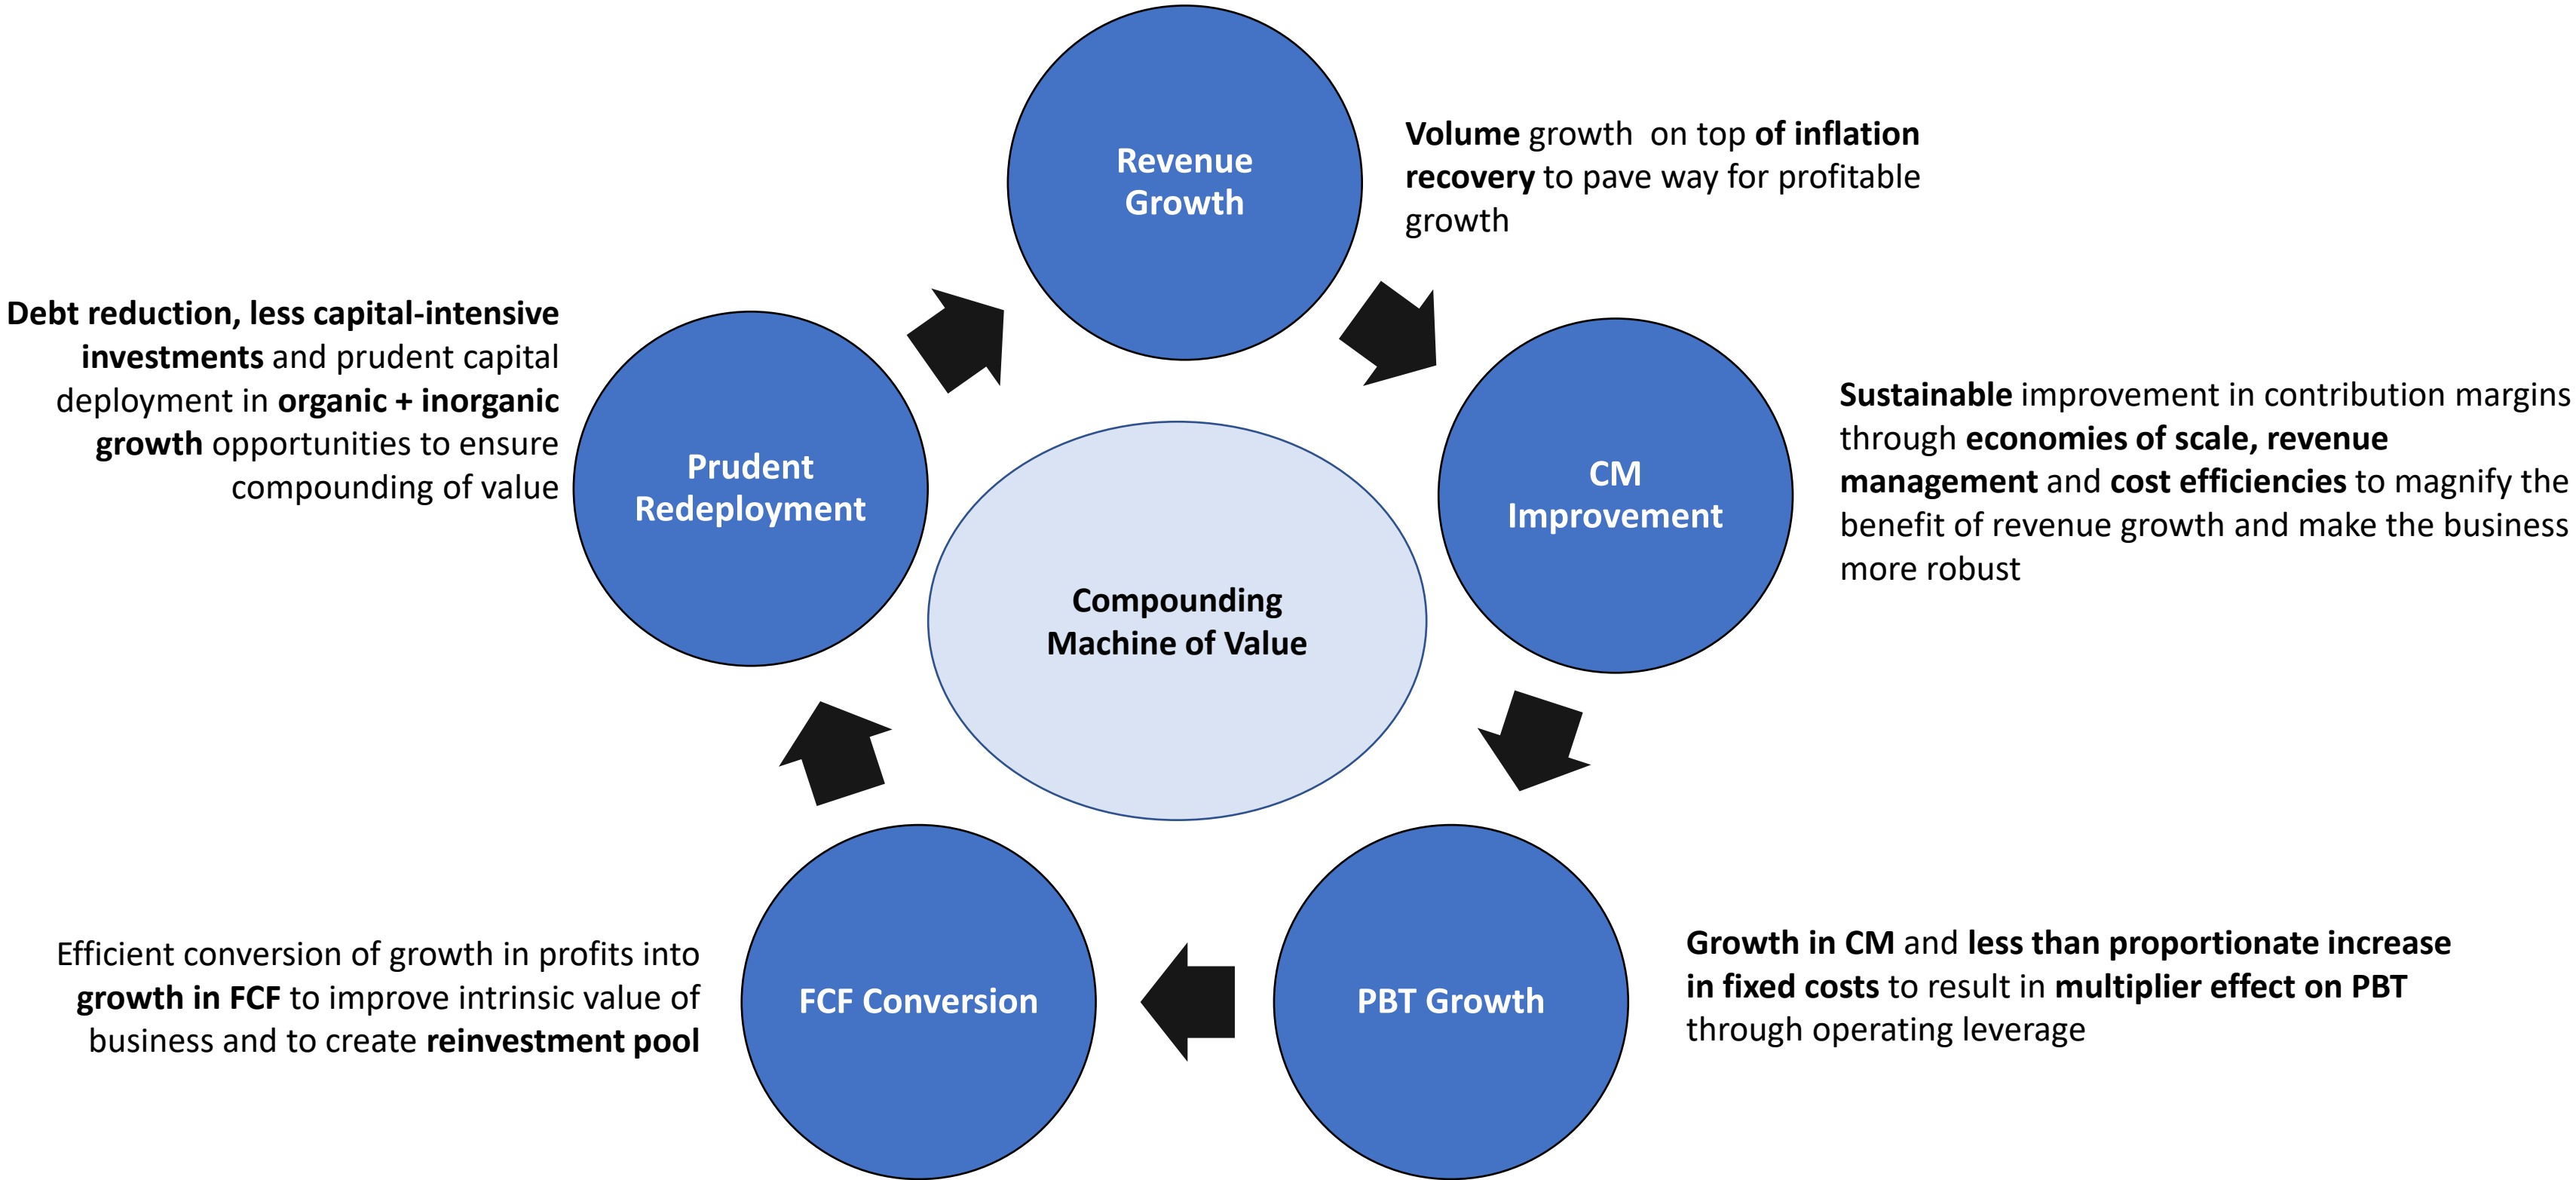 Revenue
Growth
Volume growth  on top of inflation
recovery to pave way for profitable
growth
CM
Improvement
Sustainable improvement in contribution margins
through economies of scale, revenue
management and cost efficiencies to magnify the
benefit of revenue growth and make the business
more robust
PBT Growth
Growth in CM and less than proportionate increase
in fixed costs to result in multiplier effect on PBT
through operating leverage
FCF Conversion
Efficient conversion of growth in profits into
growth in FCF to improve intrinsic value of
business and to create reinvestment pool
Prudent
Redeployment
Debt reduction, less capital-intensive
investments and prudent capital
deployment in organic + inorganic
growth opportunities to ensure
compounding of value
Compounding
Machine of Value